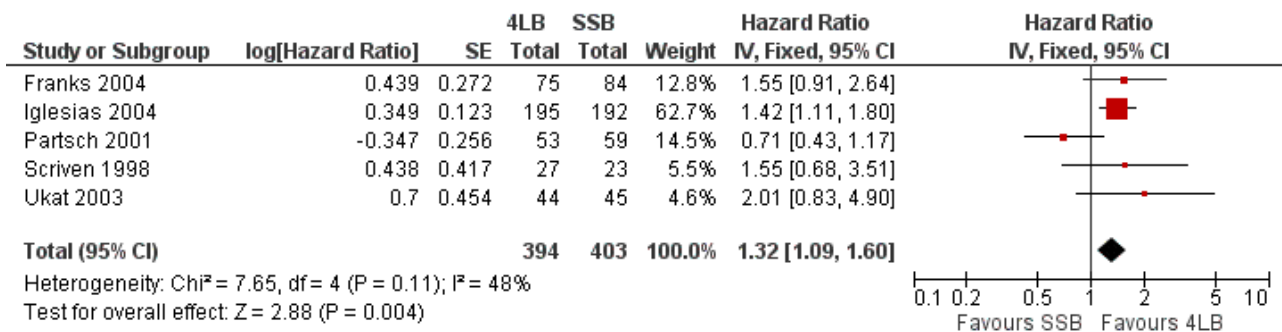 4LB SSB Hazard Ratio Hazard Ratio
Study or Subgroup log[Hazard Ratio] SE Total Total Weight IV, Fixed, 95% CI IV, Fixed, 95% CI
Franks 2004 0.439 0.272 75 84 12.8% 1.55 [0.91, 2.64]
Iglesias 2004 0.349 0.123 195 192 62.7% 1.42 [1.11, 1.80]
Partsch 2001 -0.347 0.256 53 59 14.5% 0.71 [0.43, 1.17]
Scriven 1998 0.438 0.417 27 23 5.5% 1.55 [0.68, 3.51]
Ukat 2003 0.7 0.454 44 45 4.6% 2.01 [0.83, 4.90]
Total (95% CI) 394 403 100.0% 1.32 [1.09, 1.60]
Heterogeneity: Chi² = 7.65, df = 4 (P = 0.11); I² = 48%
Test for overall effect: Z = 2.88 (P = 0.004)
0.1 0.2 0.5 1 2 5 10
Favours SSB Favours 4LB